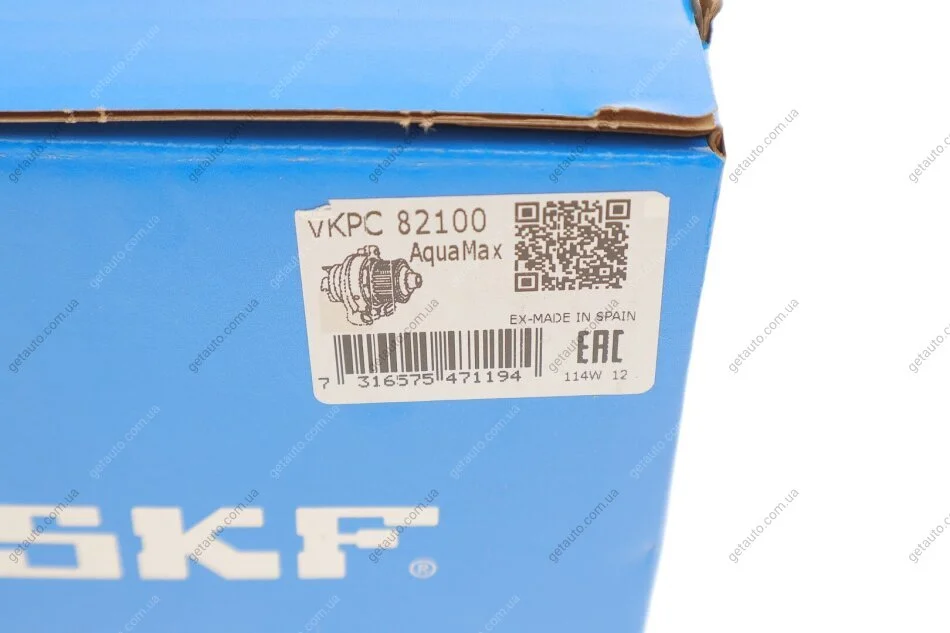 VKPC 82100
AquaMax
EX-MADE IN SPAIN
EAC
7 316575 471194
114W 12
SKF®
getauto.com.ua